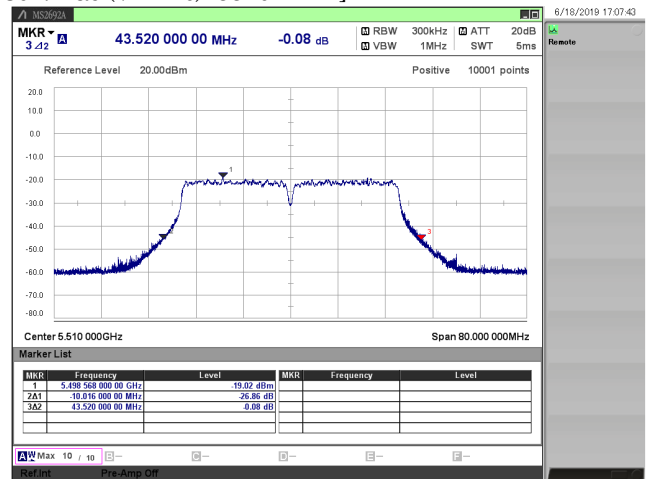 MS2692A
6/18/2019 17:07:43
MKR 3Δ2 A 43.520 000 00 MHz -0.08 dB
M RBW 300kHz M ATT 20dB
M VBW 1MHz SWT 5ms
Remote
Reference Level 20.00dBm Positive 10001 points
20.0
10.0
0.0
-10.0
-20.0
-30.0
-40.0
-50.0
-60.0
-70.0
-80.0
1
3
Center 5.510 000GHz Span 80.000 000MHz
Marker List
MKR Frequency Level MKR Frequency Level
1 5.498 568 000 00 GHz -19.02 dBm
2Δ1 -10.016 000 00 MHz -26.86 dB
3Δ2 43.520 000 00 MHz -0.08 dB
A W Max 10 / 10 B-- C-- D-- E-- F--
Ref.Int Pre-Amp Off